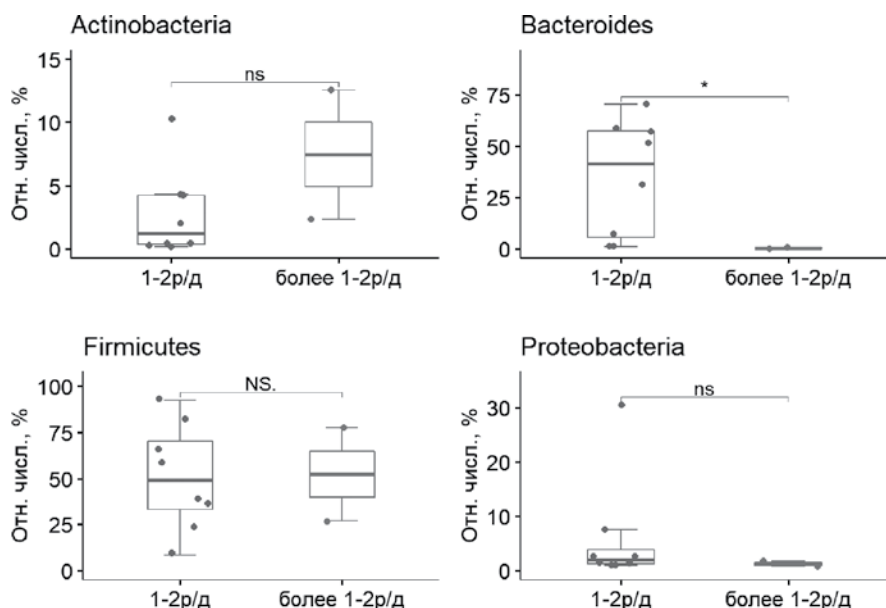 Actinobacteria
Отн. числ., %
15
10
5
0
ns
1-2р/д
более 1-2р/д
Bacteroides
Отн. числ., %
75
50
25
0
*
1-2р/д
более 1-2р/д
Firmicutes
Отн. числ., %
100
75
50
25
0
NS.
1-2р/д
более 1-2р/д
Proteobacteria
Отн. числ., %
30
20
10
0
ns
1-2р/д
более 1-2р/д